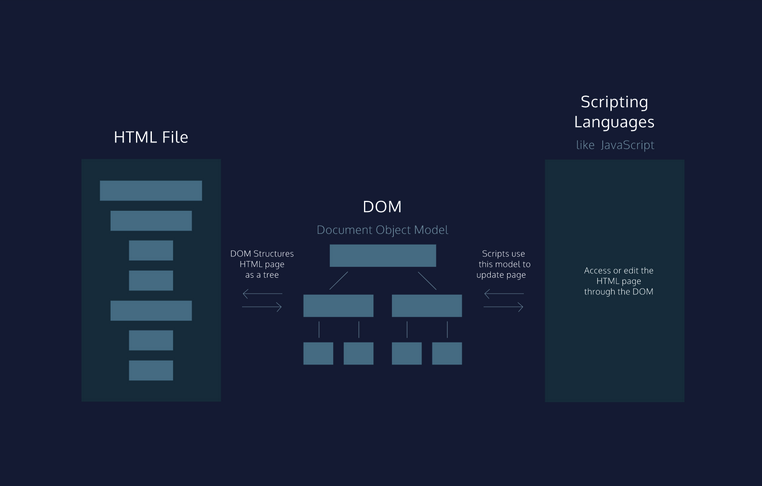 HTML File
DOM Structures
HTML page
as a tree
DOM
Document Object Model
Scripts use
this model to
update page
Scripting
Languages
like JavaScript
Access or edit the
HTML page
through the DOM